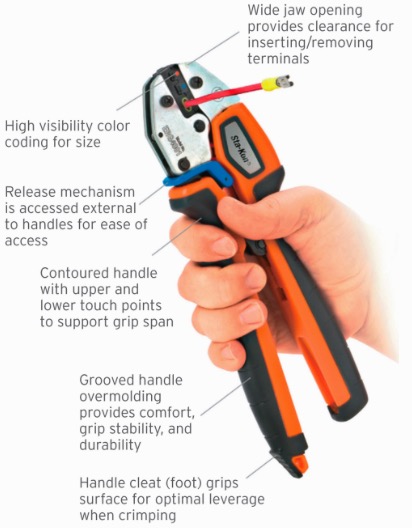 Wide jaw opening
provides clearance for
inserting/removing
terminals
High visibility color
coding for size
Sta-Kon
Release mechanism
is accessed external
to handles for ease of
access
Contoured handle
with upper and
lower touch points
to support grip span
Grooved handle
overmolding
provides comfort,
grip stability, and
durability
Handle cleat (foot) grips
surface for optimal leverage
when crimping